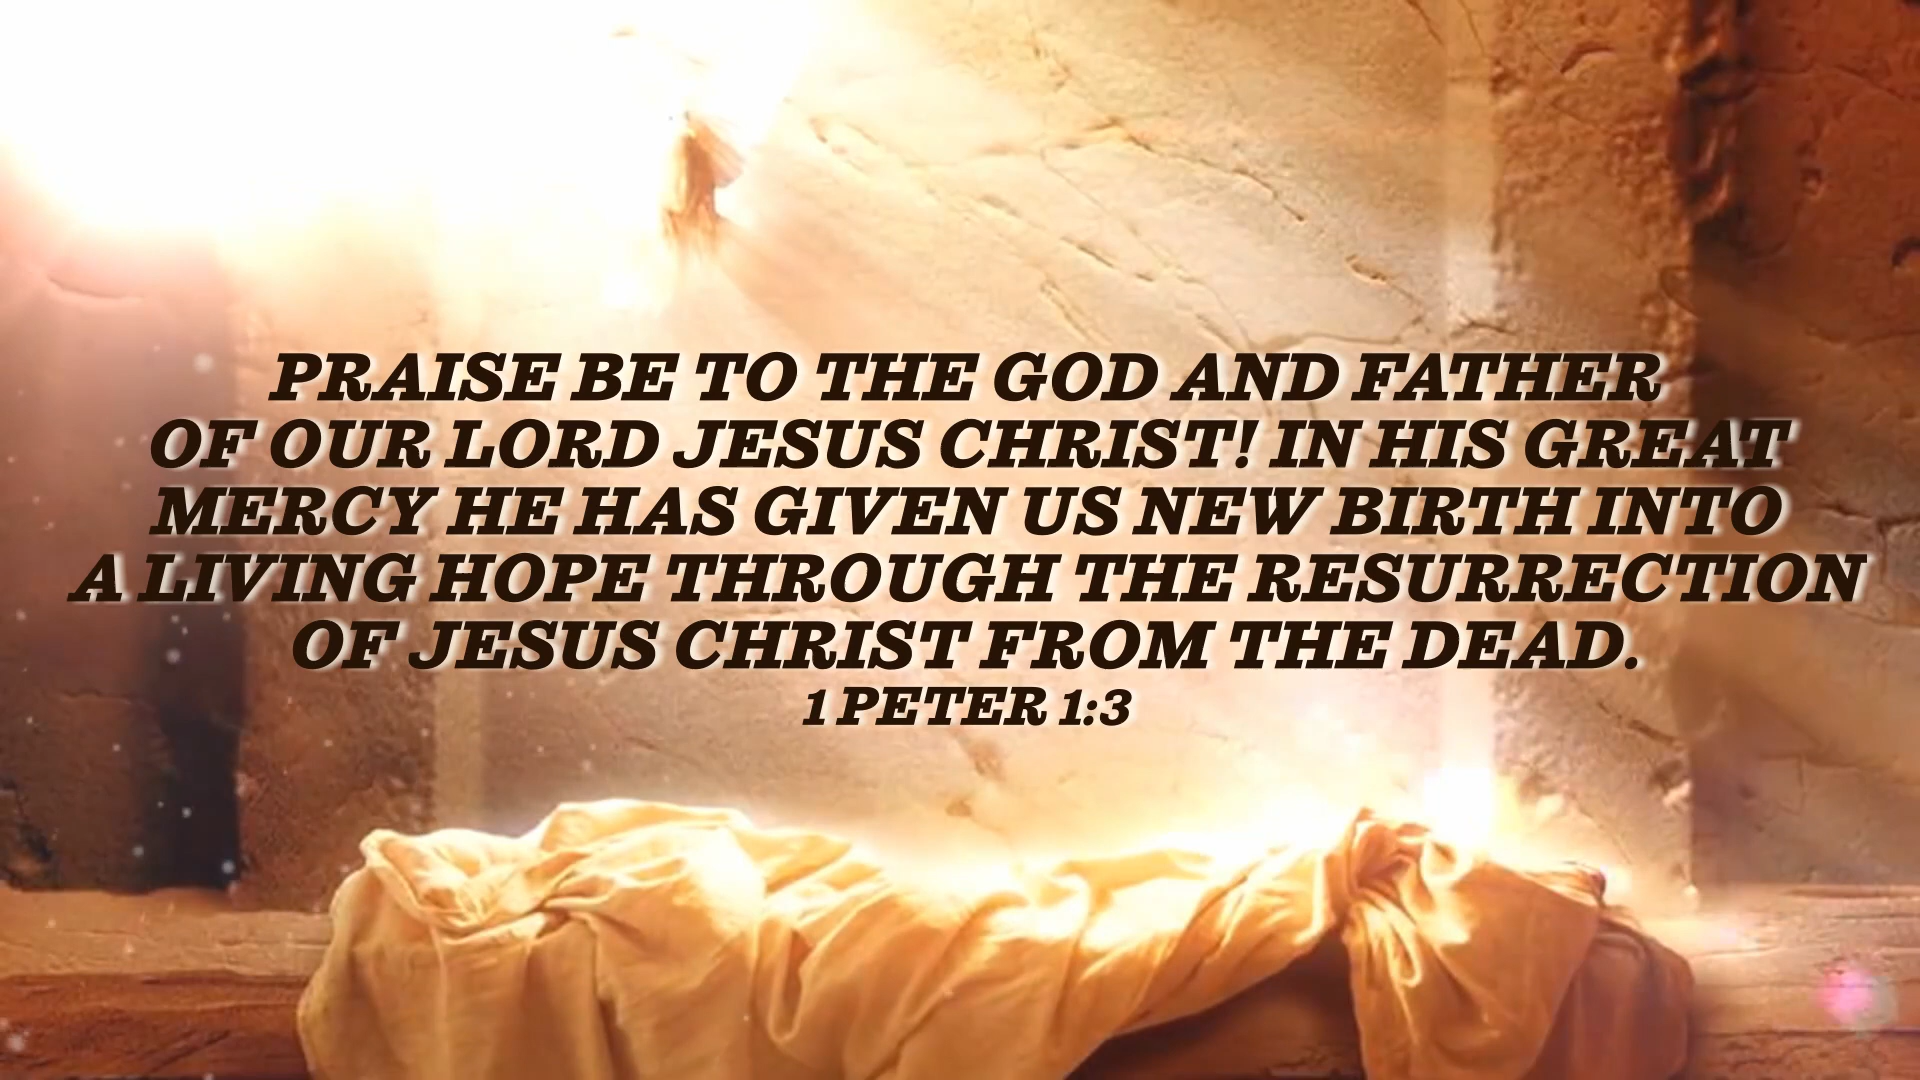 PRAISE BE TO THE GOD AND FATHER
OF OUR LORD JESUS CHRIST! IN HIS GREAT
MERCY HE HAS GIVEN US NEW BIRTH INTO
A LIVING HOPE THROUGH THE RESURRECTION
OF JESUS CHRIST FROM THE DEAD.
1 PETER 1:3